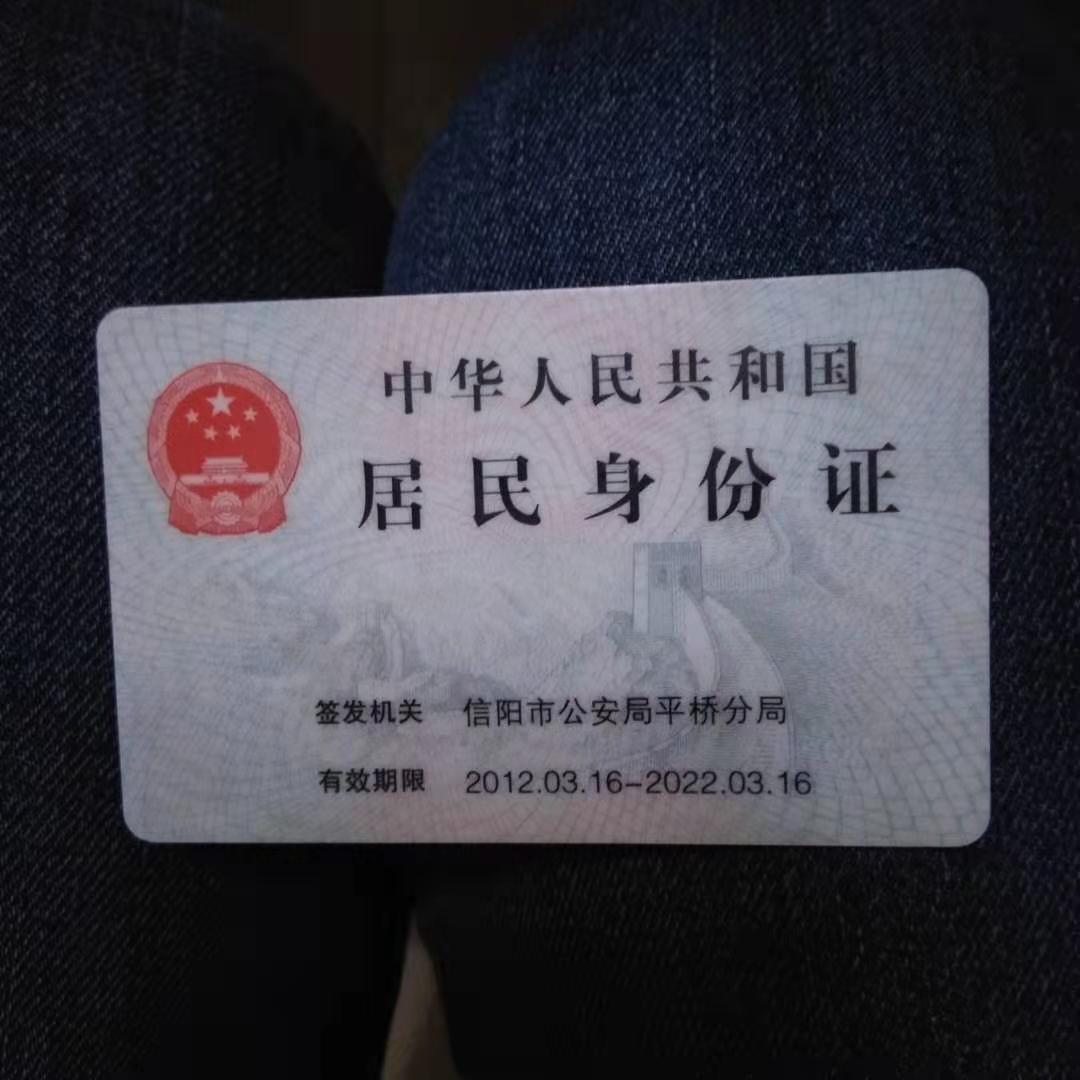 中华人民共和国
居民身份证
签发机关 信阳市公安局平桥分局
有效期限 2012.03.16-2022.03.16